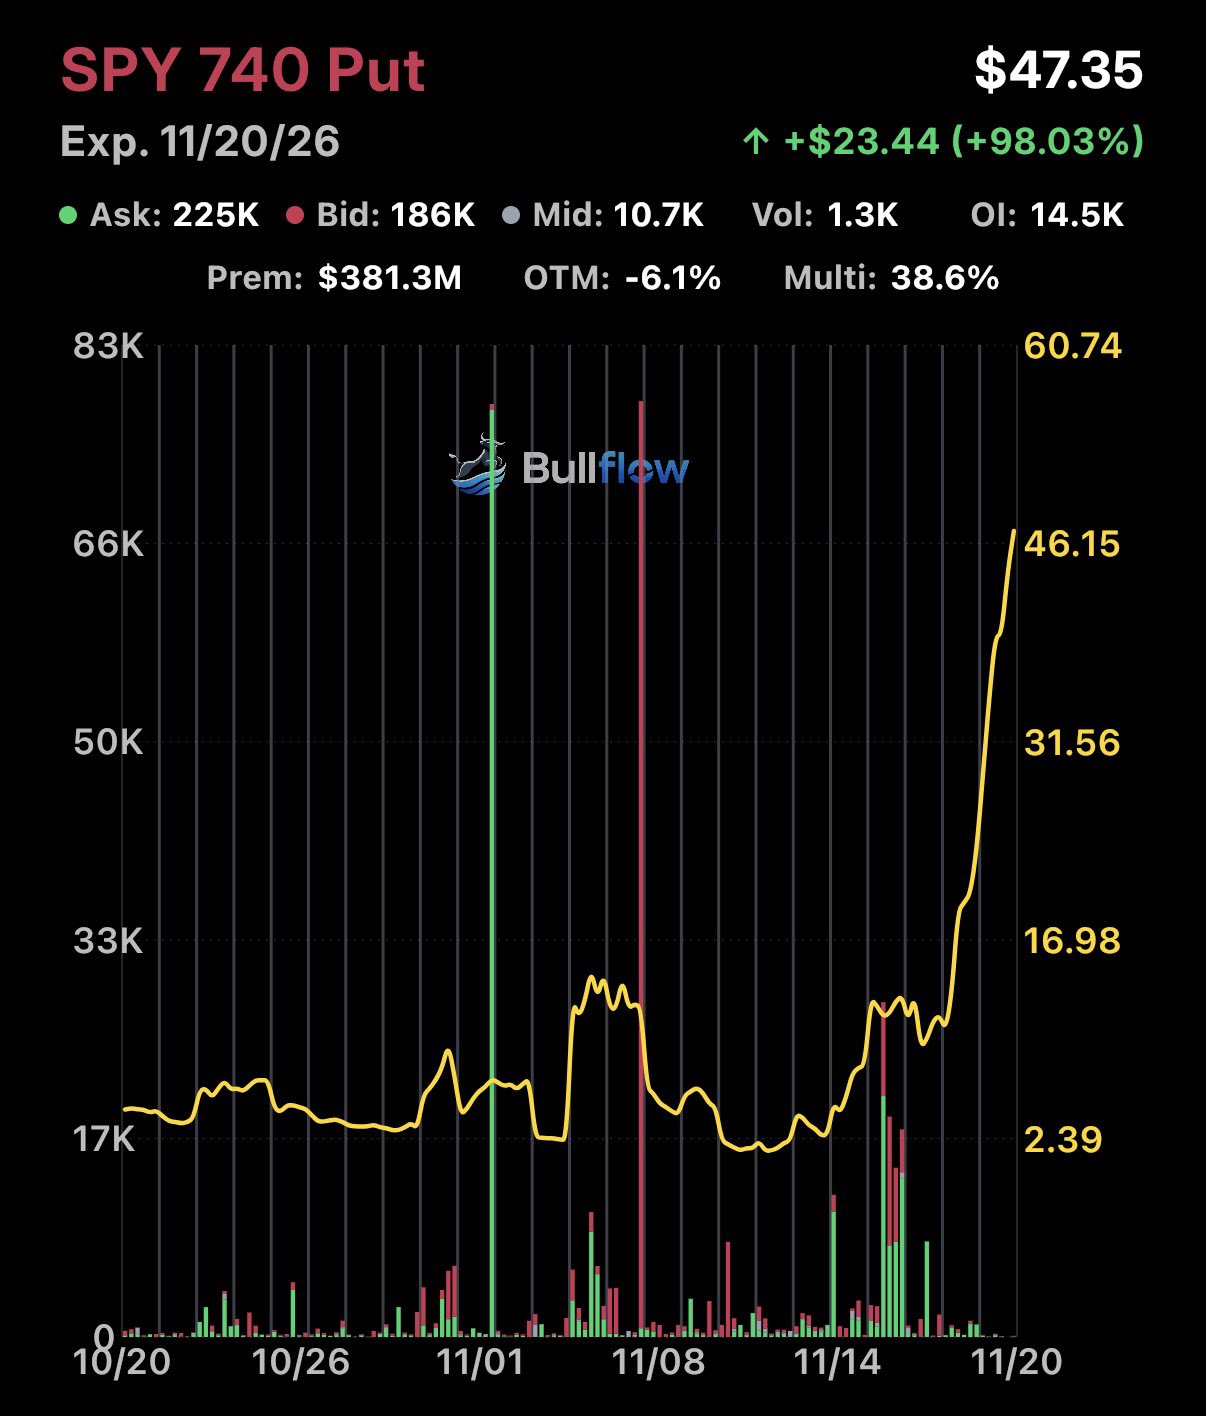 SPY 740 Put $47.35
Exp. 11/20/26 ↑ +$23.44 (+98.03%)
Ask: 225K Bid: 186K Mid: 10.7K Vol: 1.3K OI: 14.5K
Prem: $381.3M OTM: -6.1% Multi: 38.6%
83K 60.74
Bullflow
66K 46.15
50K 31.56
33K 16.98
17K 2.39
0
10/20 10/26 11/01 11/08 11/14 11/20